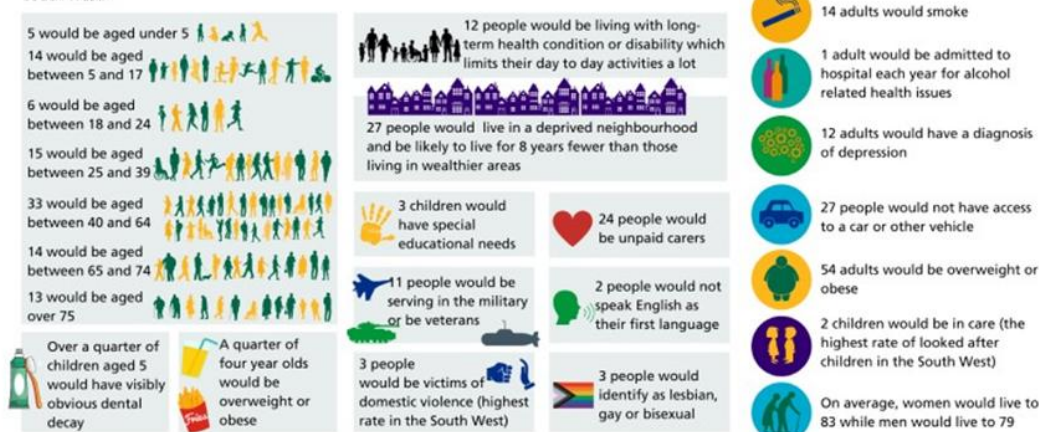 5 would be aged under 5
14 would be aged
between 5 and 17
6 would be aged
between 18 and 24
15 would be aged
between 25 and 39
33 would be aged
between 40 and 64
14 would be aged
between 65 and 74
13 would be aged
over 75
Over a quarter of
children aged 5
would have visibly
obvious dental
decay
A quarter of
four year olds
would be
overweight or
obese
Fries
12 people would be living with long-
term health condition or disability which
limits their day to day activities a lot
27 people would live in a deprived neighbourhood
and be likely to live for 8 years fewer than those
living in wealthier areas
3 children would
have special
educational needs
24 people would
be unpaid carers
11 people would be
serving in the military
or be veterans
2 people would not
speak English as
their first language
3 people
would be victims of
domestic violence (highest
rate in the South West)
3 people would
identify as lesbian,
gay or bisexual
14 adults would smoke
1 adult would be admitted to
hospital each year for alcohol
related health issues
12 adults would have a diagnosis
of depression
27 people would not have access
to a car or other vehicle
54 adults would be overweight or
obese
2 children would be in care (the
highest rate of looked after
children in the South West)
On average, women would live to
83 while men would live to 79